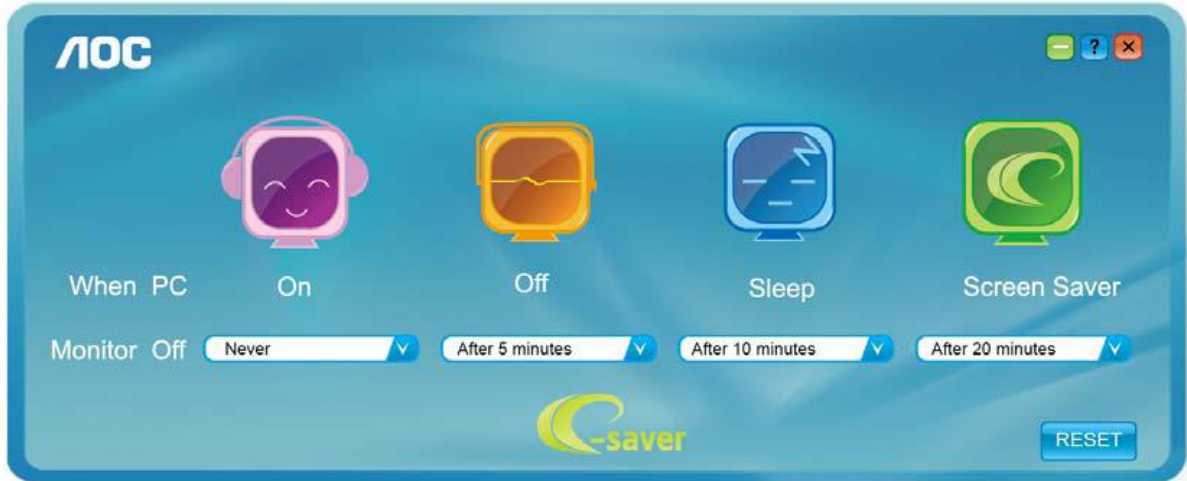 AOC
?
Z
When PC On Off Sleep Screen Saver
Monitor Off Never After 5 minutes After 10 minutes After 20 minutes
e-saver
RESET